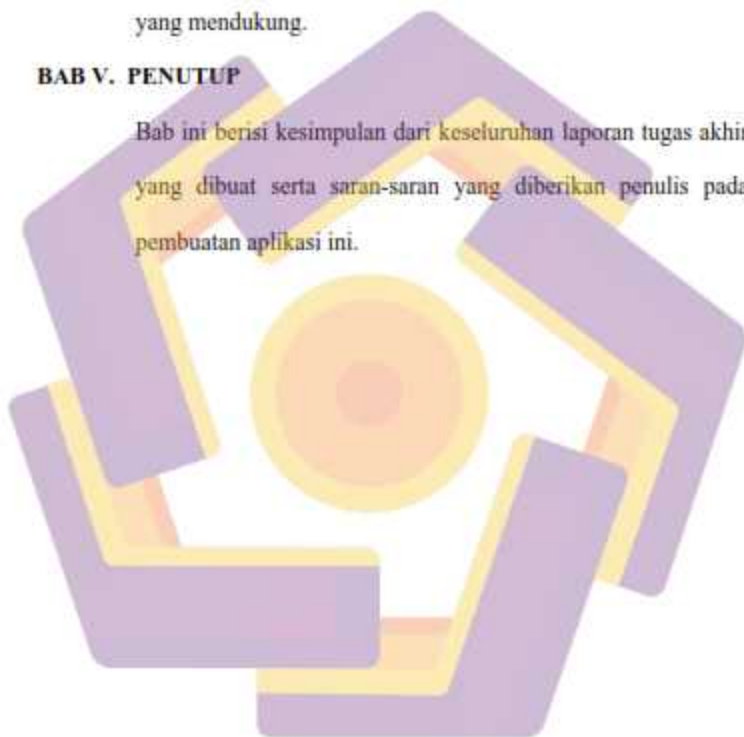 yang mendukung.
BAB V. PENUTUP
Bab ini berisi kesimpulan dari keseluruhan laporan tugas akhir
yang dibuat serta saran-saran yang diberikan penulis pada
pembuatan aplikasi ini.